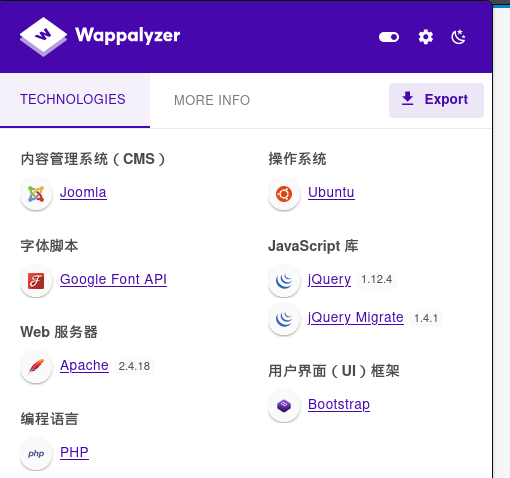 Wappalyzer
TECHNOLOGIES
MORE INFO
Export
内容管理系统（CMS）
Joomla
字体脚本
Google Font API
Web 服务器
Apache 2.4.18
编程语言
php PHP
操作系统
Ubuntu
JavaScript 库
jQuery 1.12.4
jQuery Migrate 1.4.1
用户界面（UI）框架
Bootstrap